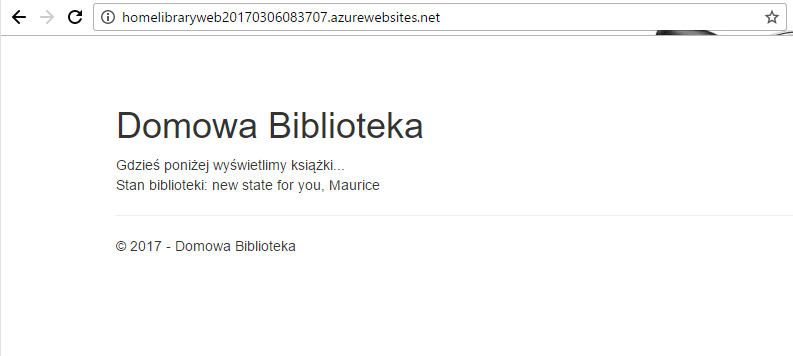 homelibraryweb20170306083707.azurewebsites.net
Domowa Biblioteka
Gdzieś poniżej wyświetlimy książki...
Stan biblioteki: new state for you, Maurice
© 2017 - Domowa Biblioteka